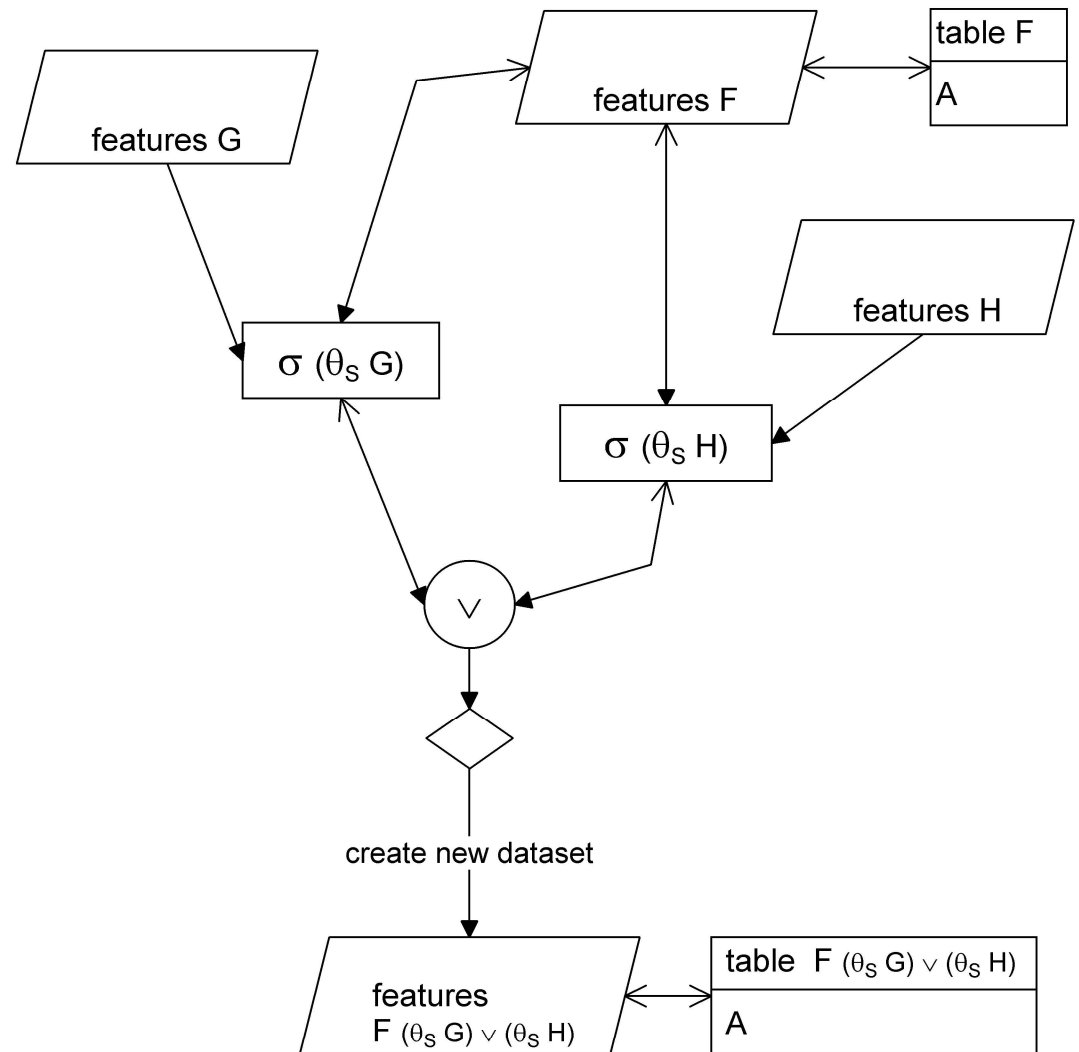 table F
A
features F
features G
features H
σ (θS G)
σ (θS H)
∨
create new dataset
features
F (θS G) ∨ (θS H)
table F (θS G) ∨ (θS H)
A